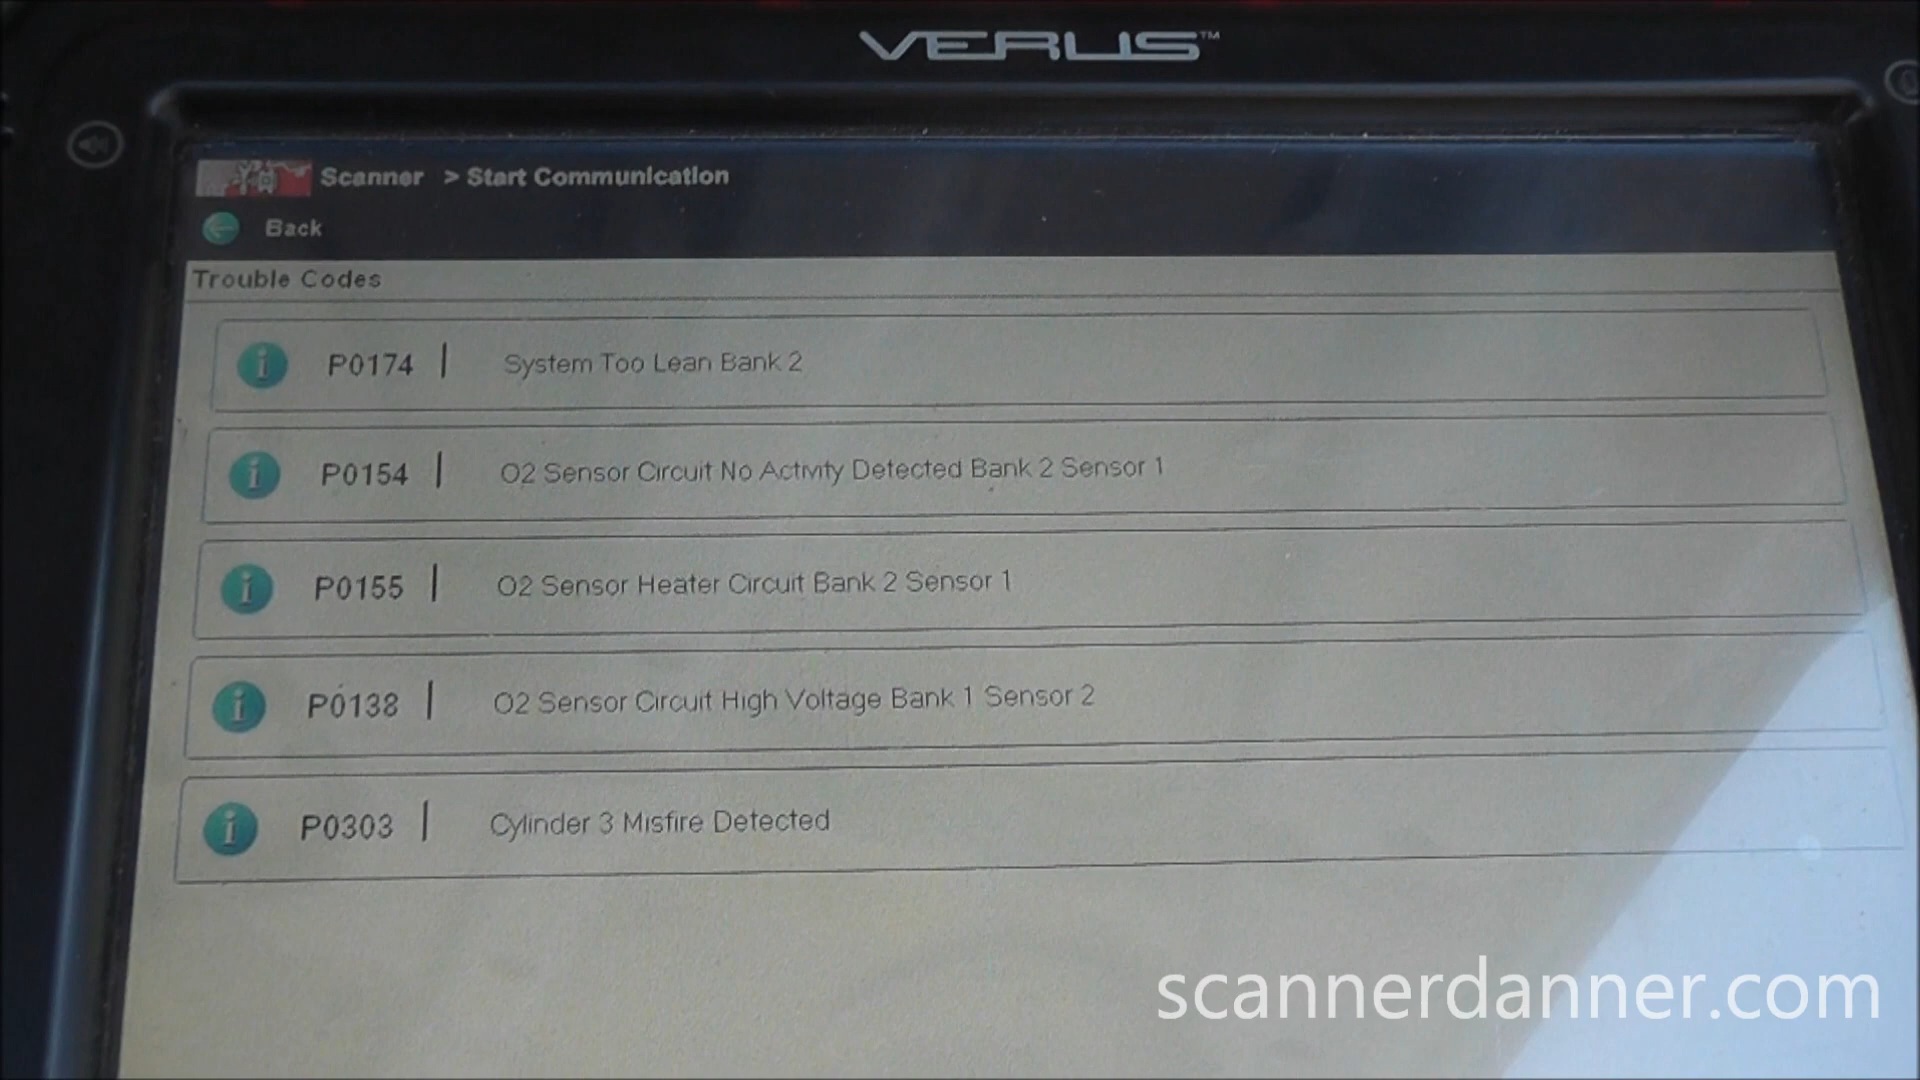 VERUS™
Scanner > Start Communication
Back
Trouble Codes
P0174 | System Too Lean Bank 2
P0154 | O2 Sensor Circuit No Activity Detected Bank 2 Sensor 1
P0155 | O2 Sensor Heater Circuit Bank 2 Sensor 1
P0138 | O2 Sensor Circuit High Voltage Bank 1 Sensor 2
P0303 | Cylinder 3 Misfire Detected
scannerdanner.com